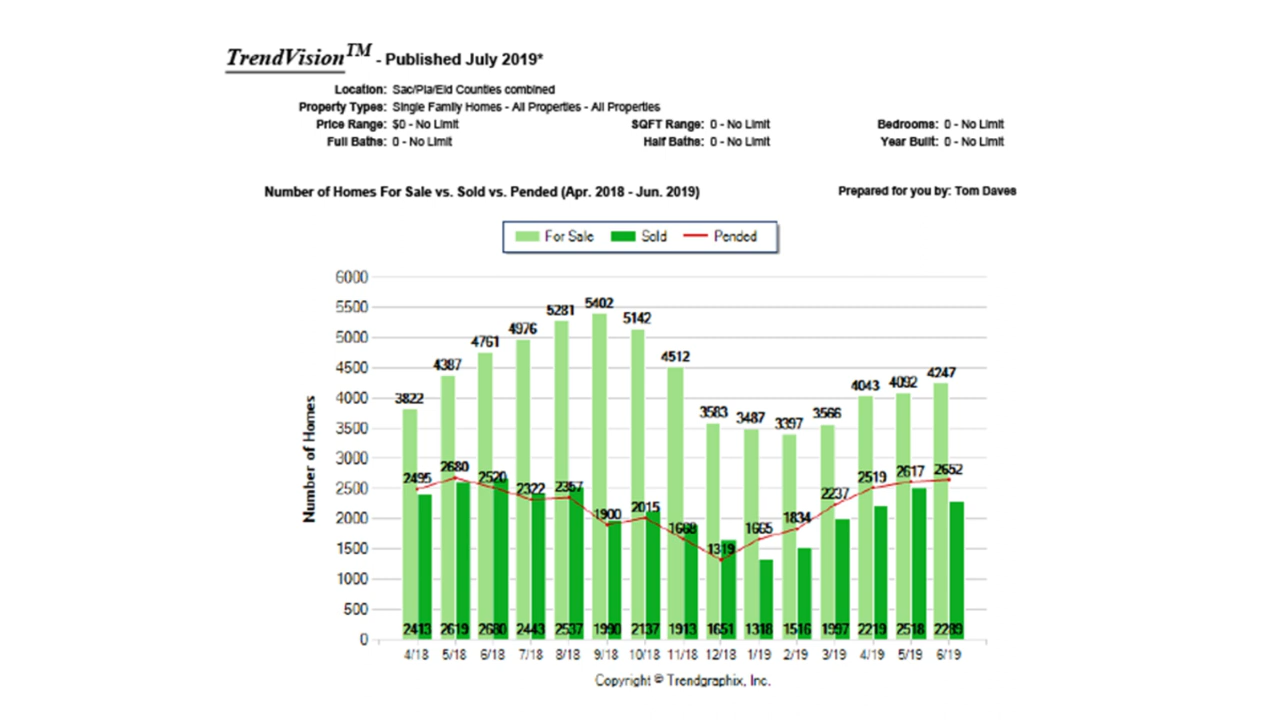 TrendVision™ - Published July 2019*
Location: Sac/Pla/Eld Counties combined
Property Types: Single Family Homes - All Properties - All Properties
Price Range: $0 - No Limit SQFT Range: 0 - No Limit Bedrooms: 0 - No Limit
Full Baths: 0 - No Limit Half Baths: 0 - No Limit Year Built: 0 - No Limit
Number of Homes For Sale vs. Sold vs. Pended (Apr. 2018 - Jun. 2019) Prepared for you by: Tom Daves
For Sale Sold Pended
Number of Homes
6000
5500
5000
4500
4000
3500
3000
2500
2000
1500
1000
500
0
3822 4387 4761 4976 5281 5402 5142 4512 3583 3487 3397 3566 4043 4092 4247
2495 2680 2520 2322 2357 1900 2015 1668 1319 1665 1834 2237 2519 2617 2652
2413 2619 2680 2443 2537 1990 2137 1913 1651 1318 1516 1997 2219 2518 2289
4/18 5/18 6/18 7/18 8/18 9/18 10/18 11/18 12/18 1/19 2/19 3/19 4/19 5/19 6/19
Copyright © Trendgraphix, Inc.